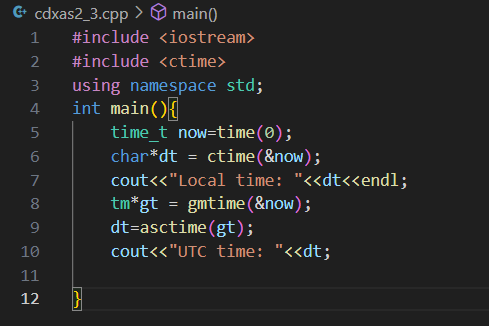 cdxas2_3.cpp > main()
1 #include <iostream>
2 #include <ctime>
3 using namespace std;
4 int main(){
5     time_t now=time(0);
6     char*dt = ctime(&now);
7     cout<<"Local time: "<<dt<<endl;
8     tm*gt = gmtime(&now);
9     dt=asctime(gt);
10     cout<<"UTC time: "<<dt;
11
12 }